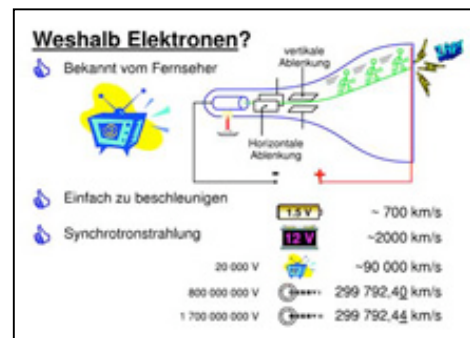 Weshalb Elektronen?
Bekannt vom Fernseher
vertikale
Ablenkung
Horizontale
Ablenkung
- +
Einfach zu beschleunigen
1.5 V ~ 700 km/s
Synchrotronstrahlung
12 V ~2000 km/s
20 000 V ~90 000 km/s
800 000 000 V 299 792,40 km/s
1 700 000 000 V 299 792,44 km/s